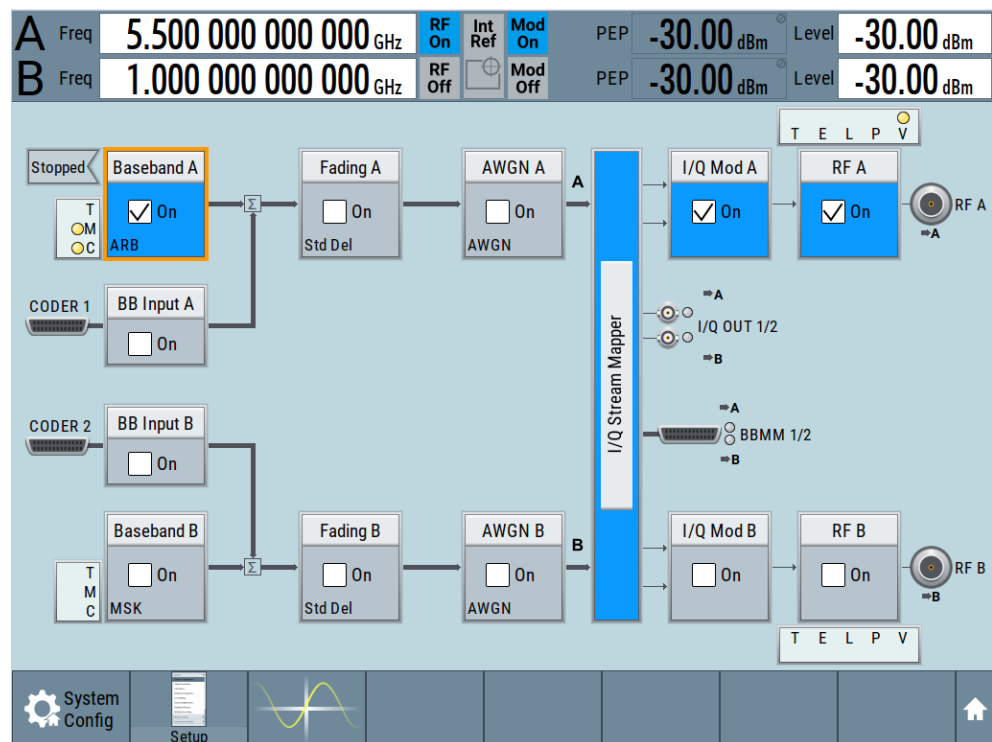 A Freq 5.500 000 000 000 GHz RF On Int Ref Mod On PEP -30.00 dBm Level -30.00 dBm
B Freq 1.000 000 000 000 GHz RF Off Mod Off PEP -30.00 dBm Level -30.00 dBm
T E L P V
Stopped Baseband A Fading A AWGN A A I/Q Mod A RF A
T
M
C
On On On On On RF A
ARB Std Del AWGN A
CODER 1 BB Input A A
On I/Q OUT 1/2
B
I/Q Stream Mapper
CODER 2 BB Input B A
On BBMM 1/2
B
Baseband B Fading B AWGN B B I/Q Mod B RF B
T
M
C
On On On On On RF B
MSK Std Del AWGN B
T E L P V
System Config
Setup